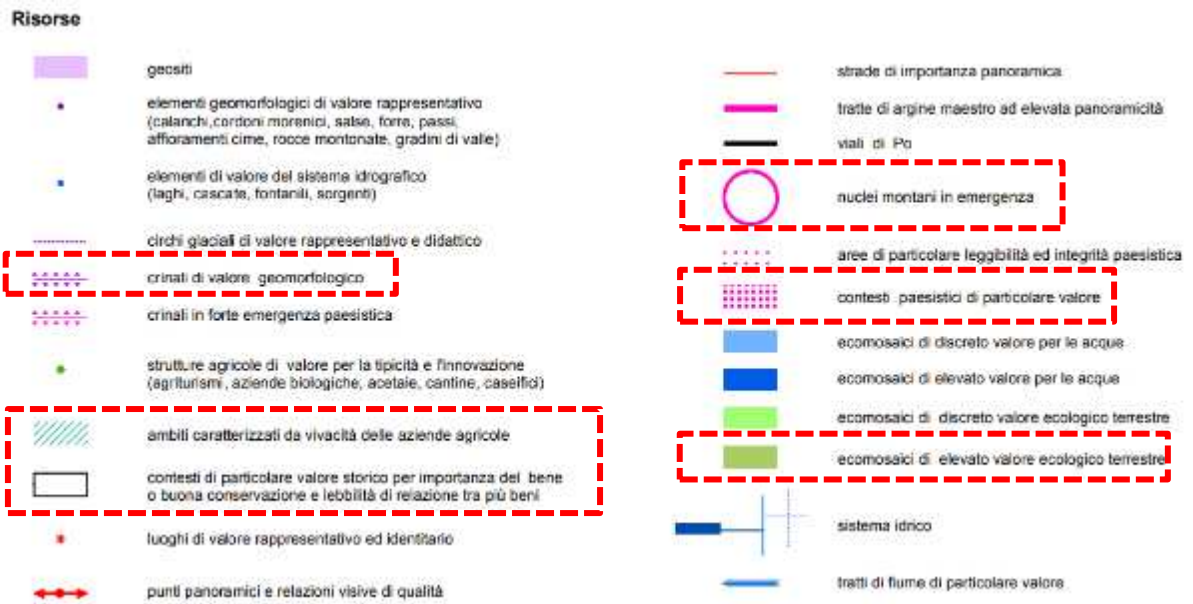 Risorse
geositi
elementi geomorfologici di valore rappresentativo
(calanchi,cordoni morenici, salse, forre, passi,
affioramenti cime, rocce montonate, gradini di valle)
elementi di valore del sistema idrografico
(laghi, cascate, fontanili, sorgenti)
circhi glaciali di valore rappresentativo e didattico
crinali di valore geomorfologico
crinali in forte emergenza paesistica
strutture agricole di valore per la tipicità e l'innovazione
(agriturismi, aziende biologiche, acetaie, cantine, caseifici)
ambiti caratterizzati da vivacità delle aziende agricole
contesti di particolare valore storico per importanza del bene
o buona conservazione e lebbilità di relazione tra più beni
luoghi di valore rappresentativo ed identitario
punti panoramici e relazioni visive di qualità
strade di importanza panoramica
tratte di argine maestro ad elevata panoramicità
viali di Po
nuclei montani in emergenza
aree di particolare leggibilità ed integrità paesistica
contesti paesistici di particolare valore
ecomosaici di discreto valore per le acque
ecomosaici di elevato valore per le acque
ecomosaici di discreto valore ecologico terrestre
ecomosaici di elevato valore ecologico terrestre
sistema idrico
tratti di fiume di particolare valore